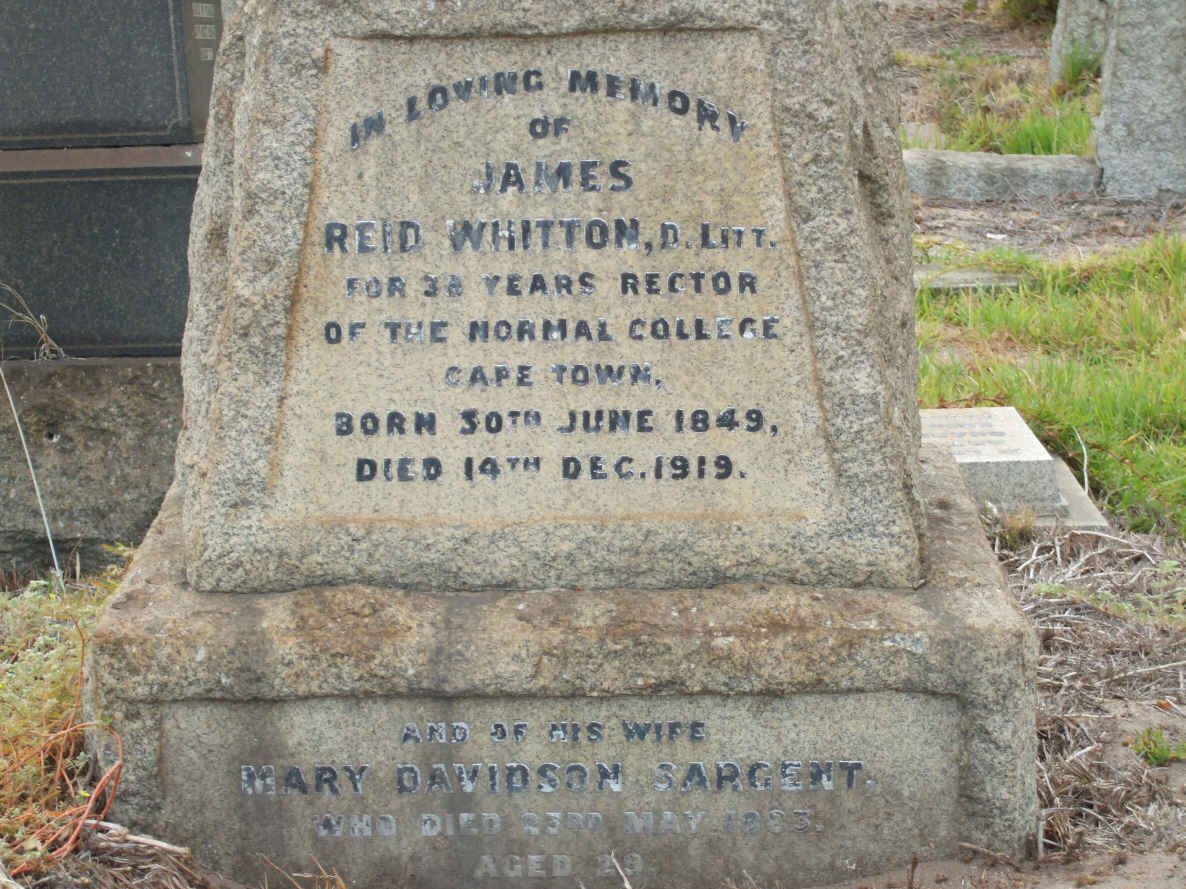 IN LOVING MEMORY
OF
JAMES
REID WHITTON, D. LITT.
FOR 38 YEARS RECTOR
OF THE NORMAL COLLEGE
CAPE TOWN,
BORN 30TH JUNE 1849,
DIED 14TH DEC. 1919.
AND OF HIS WIFE
MARY DAVIDSON SARGENT,
WHO DIED 23RD MAY 1883.
AGED 29.